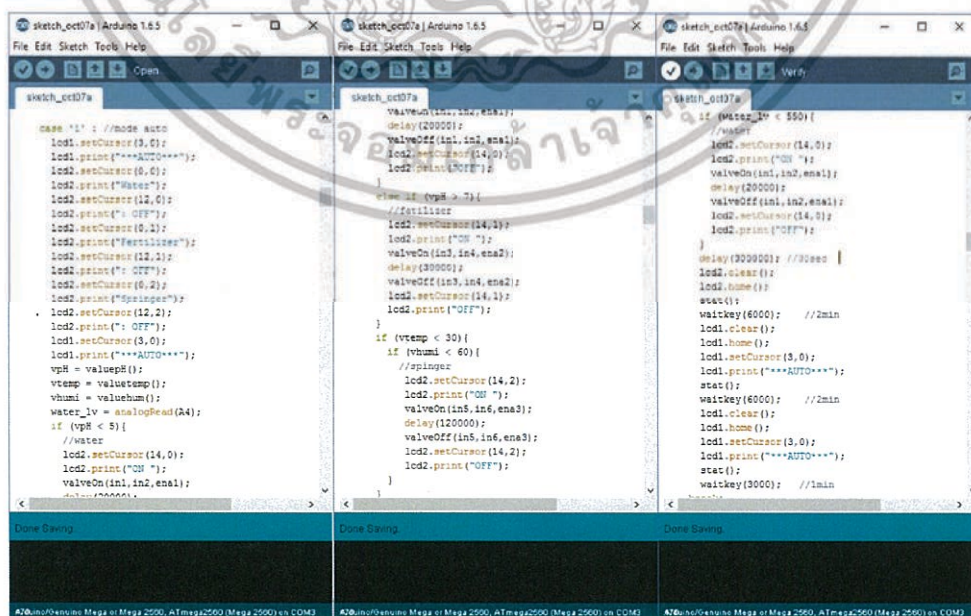 sketch_oct07a | Arduino 1.6.5
File Edit Sketch Tools Help
Open
sketch_oct07a
case '1' : //mode auto
lcd1.setCursor(3,0);
lcd1.print("***AUTO***");
lcd2.setCursor(0,0);
lcd2.print("Water");
lcd2.setCursor(12,0);
lcd2.print(": OFF");
lcd2.setCursor(0,1);
lcd2.print("Fertilizer");
lcd2.setCursor(12,1);
lcd2.print(": OFF");
lcd2.setCursor(0,2);
lcd2.print("Springer");
lcd2.setCursor(12,2);
lcd2.print(": OFF");
lcd1.setCursor(3,0);
lcd1.print("***AUTO***");
vpH = valuepH();
vtemp = valuetemp();
vhumi = valuehum();
water_lv = analogRead(A4);
if (vpH < 5){
//water
lcd2.setCursor(14,0);
lcd2.print("ON ");
valveOn(in1,in2,ena1);
delay(20000);
Done Saving.
Arduino/Genuino Mega or Mega 2560, ATmega2560 (Mega 2560) on COM3
sketch_oct07a | Arduino 1.6.5
File Edit Sketch Tools Help
sketch_oct07a
valveOn(in1,in2,ena1);
delay(20000);
valveOff(in1,in2,ena1);
lcd2.setCursor(14,0);
lcd2.print("OFF");
}
else if (vpH > 7){
//fetilizer
lcd2.setCursor(14,1);
lcd2.print("ON ");
valveOn(in3,in4,ena2);
delay(30000);
valveOff(in3,in4,ena2);
lcd2.setCursor(14,1);
lcd2.print("OFF");
}
if (vtemp < 30){
if (vhumi < 60){
//spinger
lcd2.setCursor(14,2);
lcd2.print("ON ");
valveOn(in5,in6,ena3);
delay(120000);
valveOff(in5,in6,ena3);
lcd2.setCursor(14,2);
lcd2.print("OFF");
}
}
Done Saving.
Arduino/Genuino Mega or Mega 2560, ATmega2560 (Mega 2560) on COM3
sketch_oct07a | Arduino 1.6.5
File Edit Sketch Tools Help
Verify
sketch_oct07a
if (water_lv < 550){
//water
lcd2.setCursor(14,0);
lcd2.print("ON ");
valveOn(in1,in2,ena1);
delay(20000);
valveOff(in1,in2,ena1);
lcd2.setCursor(14,0);
lcd2.print("OFF");
}
delay(300000); //30sec
lcd2.clear();
lcd2.home();
stat();
waitkey(6000); //2min
lcd1.clear();
lcd1.home();
lcd1.setCursor(3,0);
lcd1.print("***AUTO***");
stat();
waitkey(6000); //2min
lcd1.clear();
lcd1.home();
lcd1.setCursor(3,0);
lcd1.print("***AUTO***");
stat();
waitkey(3000); //1min
break;
Done Saving.
Arduino/Genuino Mega or Mega 2560, ATmega2560 (Mega 2560) on COM3